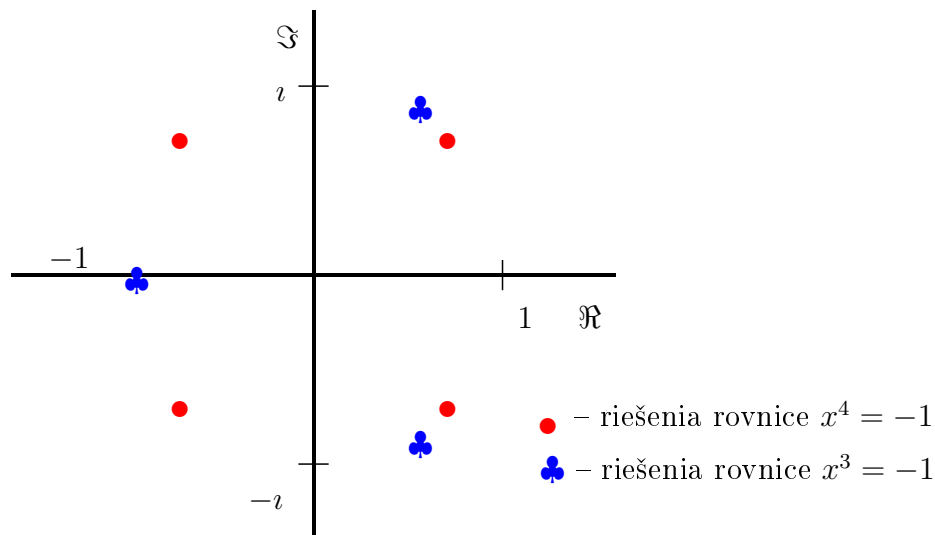 ℑ
ı
−1
1 ℜ
– riešenia rovnice x⁴ = −1
– riešenia rovnice x³ = −1
−ı